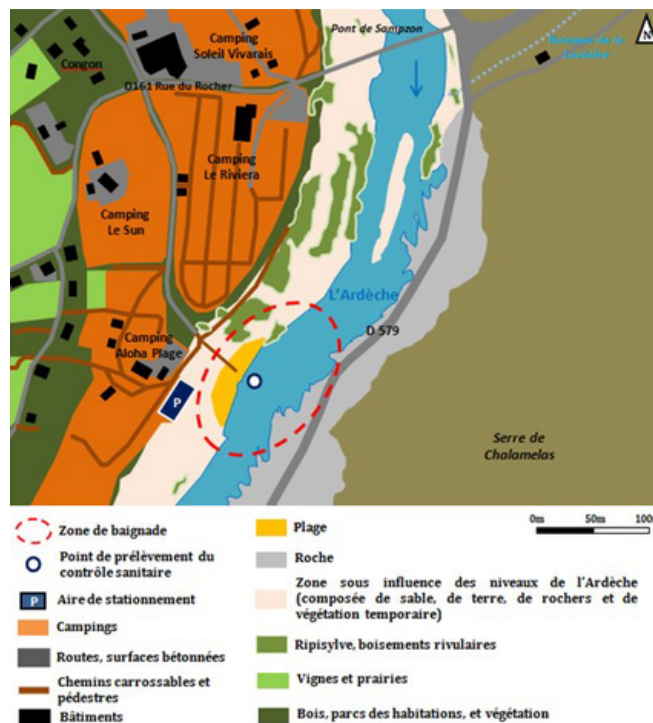 Camping
Soleil Vivarais
Pont de Sampzon
N
Congon
D161 Rue du Rocher
Camping
Le Riviera
Camping
Le Sun
L'Ardèche
D 579
Camping
Aloha Plage
P
Serre de
Chalamelas
0m 50m 100m
Zone de baignade
Point de prélèvement du
contrôle sanitaire
P Aire de stationnement
Campings
Routes, surfaces bétonnées
Chemins carrossables et
pédestres
Bâtiments
Plage
Roche
Zone sous influence des niveaux de l'Ardèche
(composée de sable, de terre, de rochers et de
végétation temporaire)
Ripisylve, boisements rivulaires
Vignes et prairies
Bois, parcs des habitations, et végétation